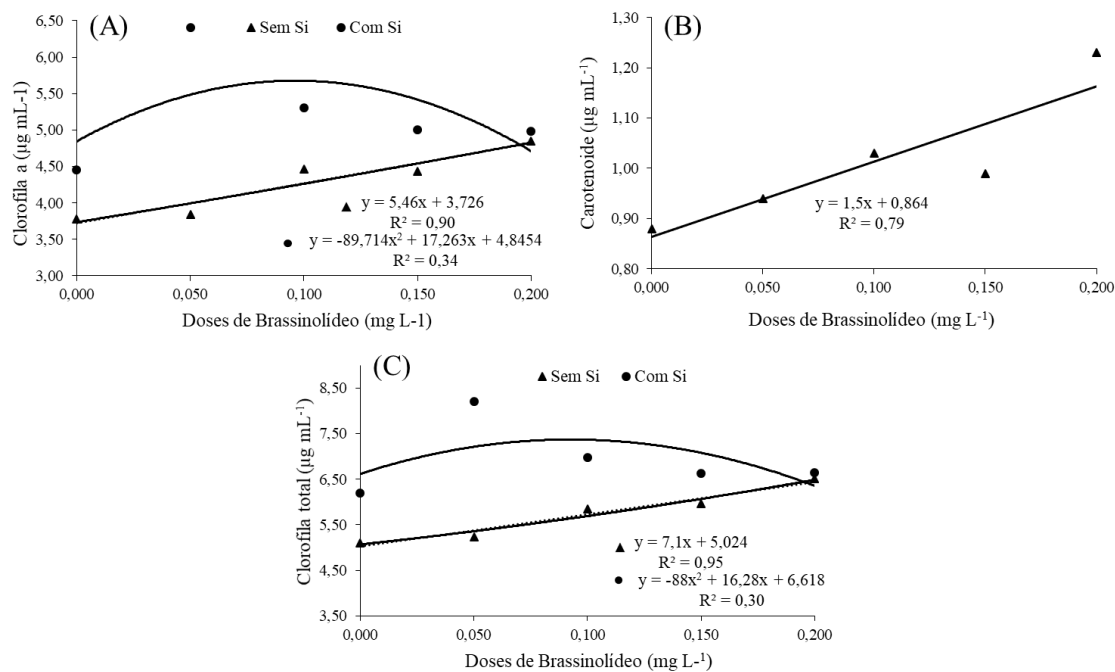 (A)
Sem Si
Com Si
6,50
6,00
5,50
5,00
4,50
4,00
3,50
3,00
Clorofila a (µg mL-1)
y = 5,46x + 3,726
R² = 0,90
y = -89,714x² + 17,263x + 4,8454
R² = 0,34
0,000 0,050 0,100 0,150 0,200
Doses de Brassinolídeo (mg L-1)
(B)
1,30
1,20
1,10
1,00
0,90
0,80
Carotenoide (µg mL⁻¹)
y = 1,5x + 0,864
R² = 0,79
0,000 0,050 0,100 0,150 0,200
Doses de Brassinolídeo (mg L⁻¹)
(C)
Sem Si
Com Si
8,50
7,50
6,50
5,50
4,50
3,50
Clorofila total (µg mL⁻¹)
y = 7,1x + 5,024
R² = 0,95
y = -88x² + 16,28x + 6,618
R² = 0,30
0,000 0,050 0,100 0,150 0,200
Doses de Brassinolídeo (mg L⁻¹)